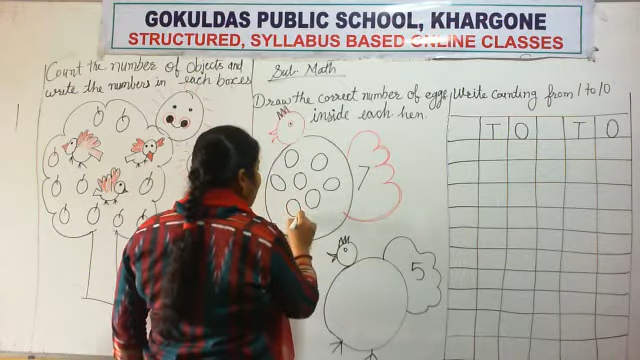 GOKULDAS PUBLIC SCHOOL, KHARGONE
STRUCTURED, SYLLABUS BASED ONLINE CLASSES
Count the number of objects and
write the numbers in each boxes
Sub- Math
Draw the correct number of eggs
inside each hen.
7
5
Write counting from 1 to 10
T O T O